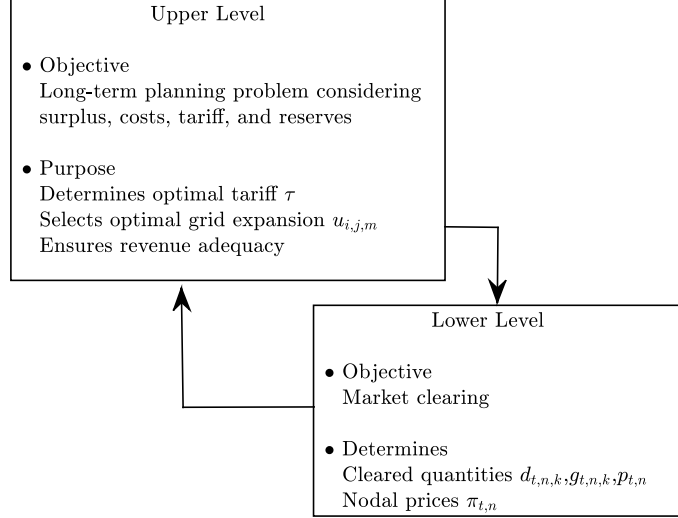 Upper Level
• Objective
Long-term planning problem considering
surplus, costs, tariff, and reserves
• Purpose
Determines optimal tariff τ
Selects optimal grid expansion u_{i,j,m}
Ensures revenue adequacy
Lower Level
• Objective
Market clearing
• Determines
Cleared quantities d_{t,n,k},g_{t,n,k},p_{t,n}
Nodal prices π_{t,n}